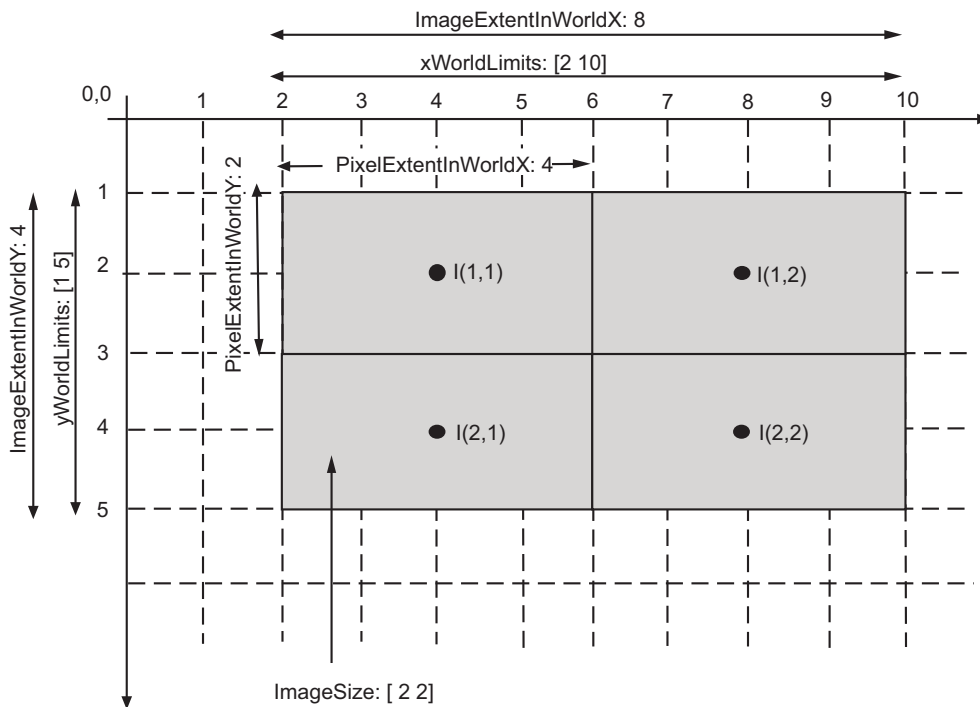 ImageExtentInWorldX: 8
xWorldLimits: [2 10]
0,0
1 2 3 4 5 6 7 8 9 10
PixelExtentInWorldX: 4
PixelExtentInWorldY: 2
ImageExtentInWorldY: 4
yWorldLimits: [1 5]
1
2
3
4
5
I(1,1)
I(1,2)
I(2,1)
I(2,2)
ImageSize: [ 2 2]